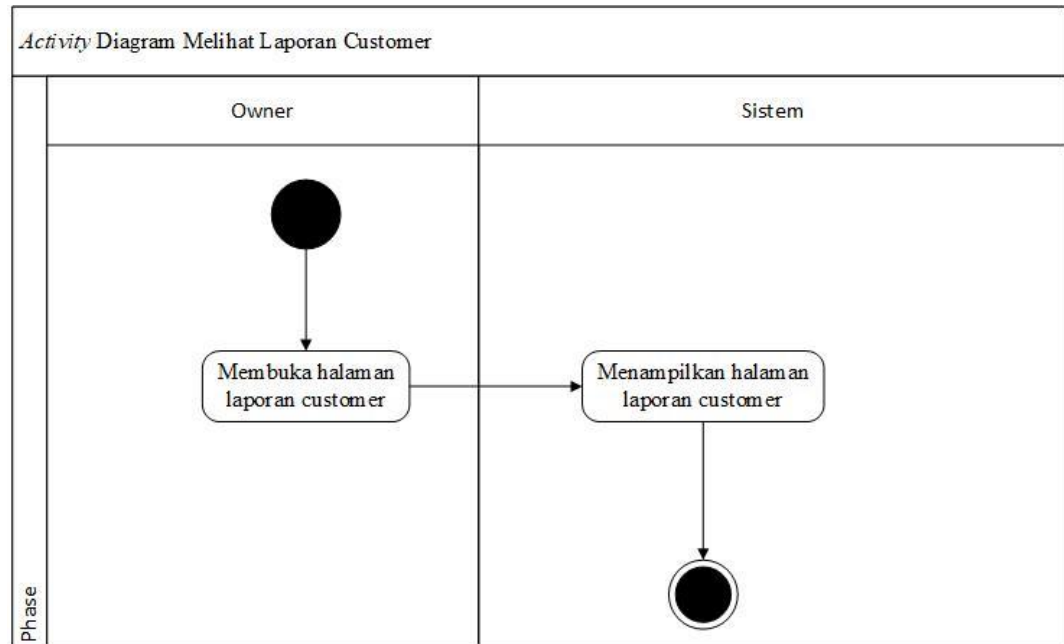 Activity Diagram Melihat Laporan Customer
Owner
Sistem
Membuka halaman
laporan customer
Menampilkan halaman
laporan customer
Phase